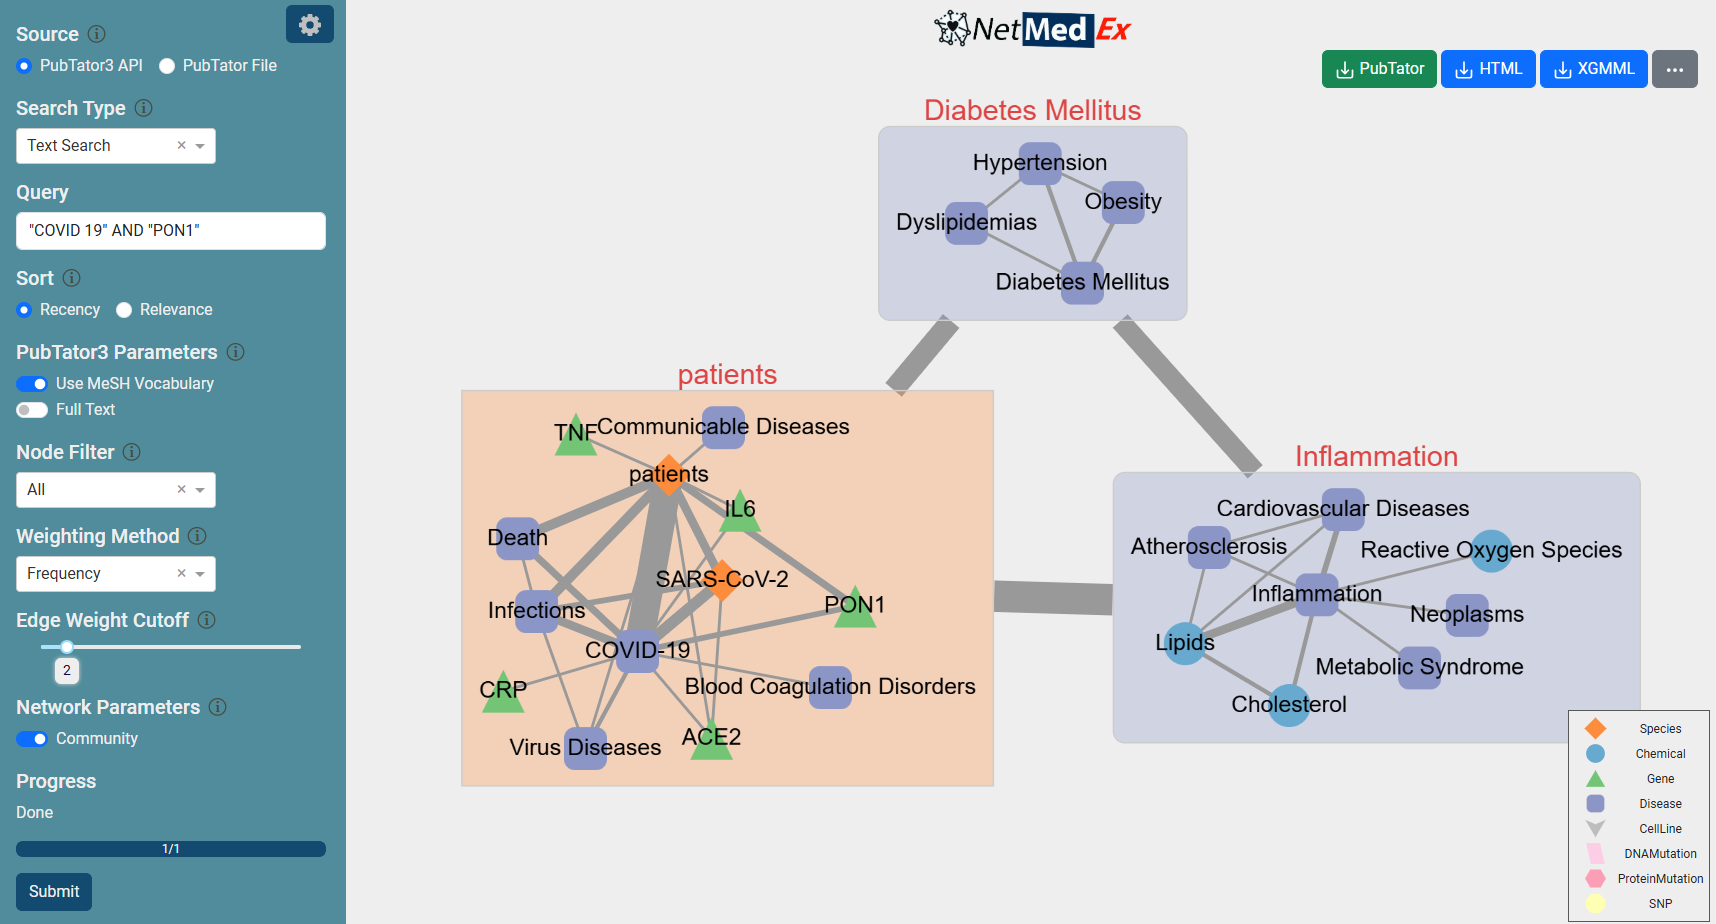 Source
PubTator3 API
PubTator File
Search Type
Text Search
Query
"COVID 19" AND "PON1"
Sort
Recency
Relevance
PubTator3 Parameters
Use MeSH Vocabulary
Full Text
Node Filter
All
Weighting Method
Frequency
Edge Weight Cutoff
2
Network Parameters
Community
Progress
Done
1/1
Submit
NetMedEx
PubTator
HTML
XGMML
...
Diabetes Mellitus
Hypertension
Obesity
Dyslipidemias
Diabetes Mellitus
patients
TNF
Communicable Diseases
patients
IL6
Death
SARS-CoV-2
Infections
PON1
COVID-19
CRP
Blood Coagulation Disorders
Virus Diseases
ACE2
Inflammation
Cardiovascular Diseases
Atherosclerosis
Reactive Oxygen Species
Inflammation
Neoplasms
Lipids
Metabolic Syndrome
Cholesterol
Species
Chemical
Gene
Disease
CellLine
DNAMutation
ProteinMutation
SNP